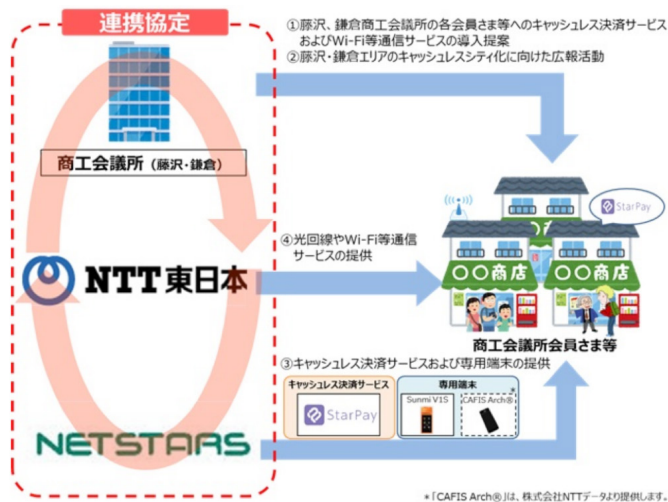 連携協定
①藤沢、鎌倉商工会議所の各会員さま等へのキャッシュレス決済サービス
およびWi-Fi等通信サービスの導入提案
②藤沢・鎌倉エリアのキャッシュレスシティ化に向けた広報活動
商工会議所（藤沢・鎌倉）
StarPay
④光回線やWi-Fi等通信
サービスの提供
NTT東日本
〇〇商店
〇〇商店
商工会議所会員さま等
③キャッシュレス決済サービスおよび専用端末の提供
キャッシュレス決済サービス
StarPay
専用端末
*
Sunmi V1S
CAFIS Arch®
NETSTARS
*「CAFIS Arch®」は、株式会社NTTデータより提供します。